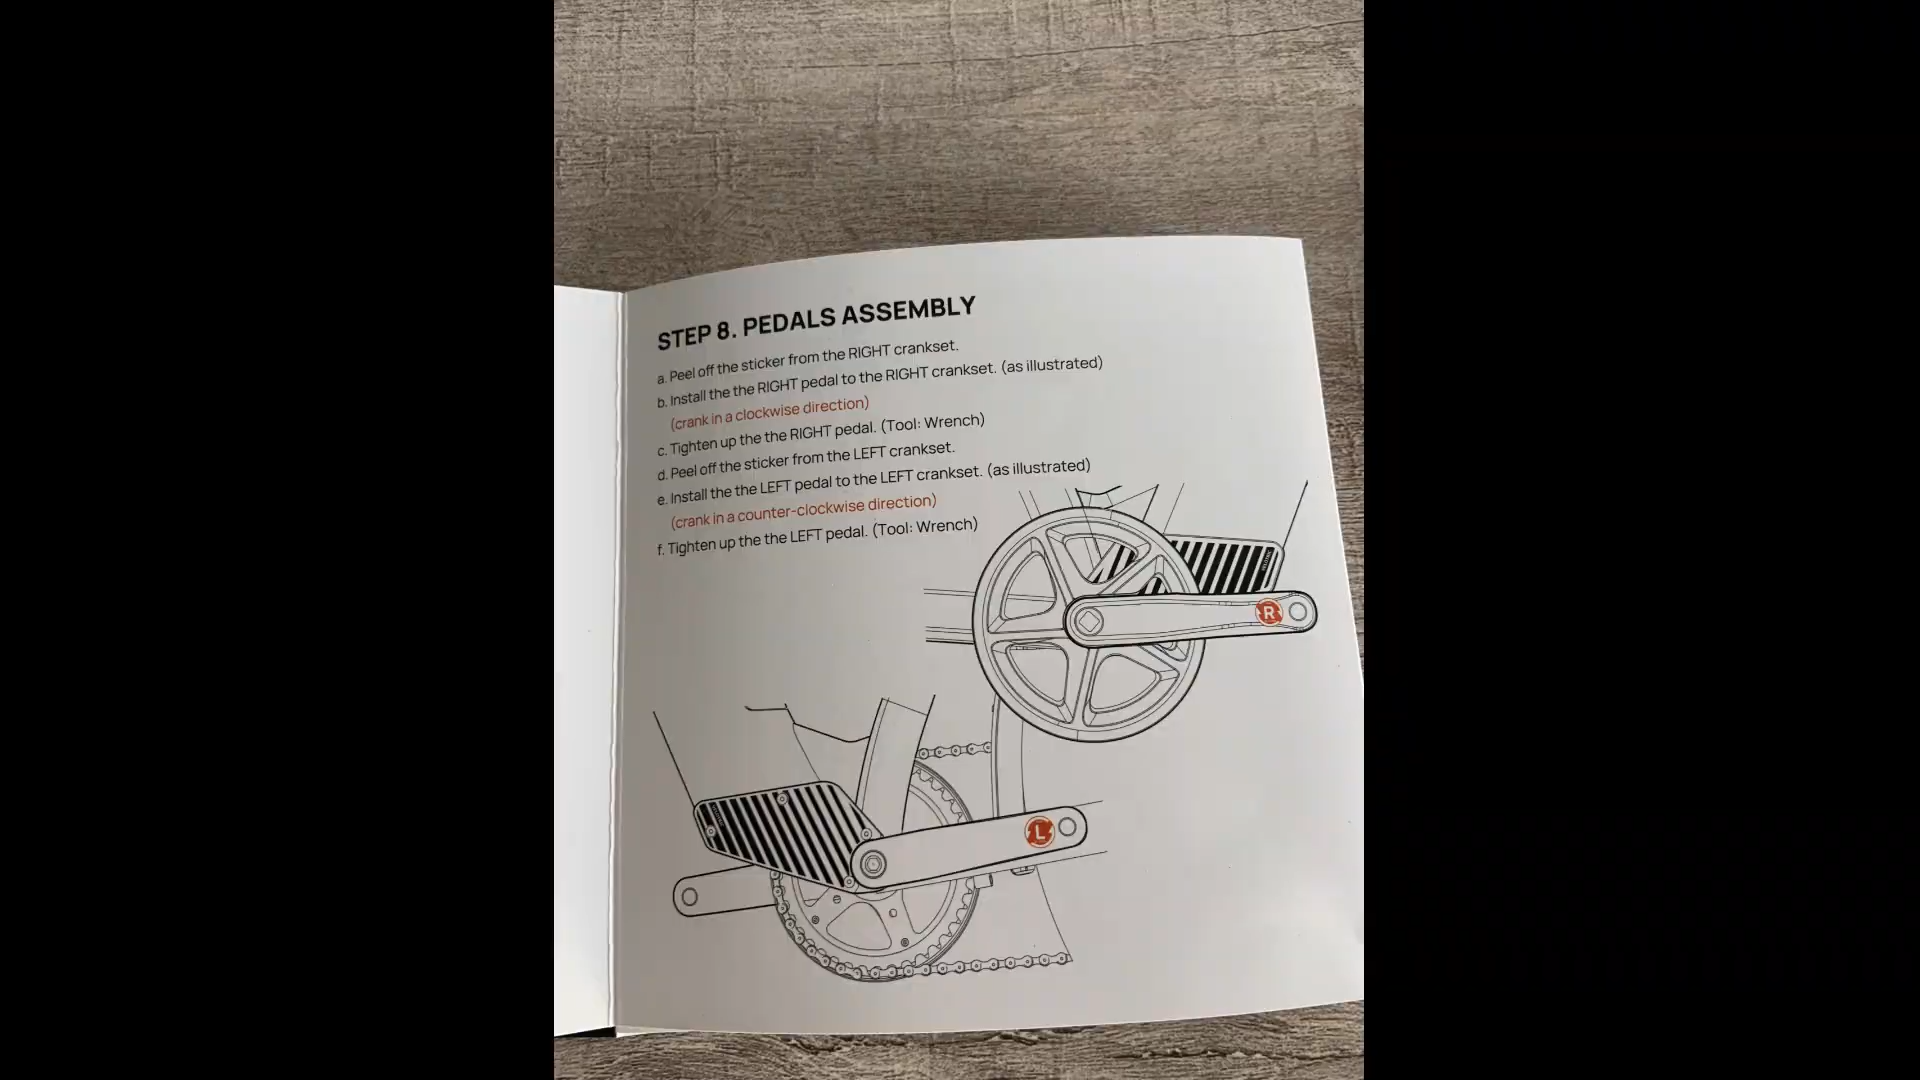 STEP 8. PEDALS ASSEMBLY
a. Peel off the sticker from the RIGHT crankset.
b. Install the the RIGHT pedal to the RIGHT crankset. (as illustrated)
(crank in a clockwise direction)
c. Tighten up the the RIGHT pedal. (Tool: Wrench)
d. Peel off the sticker from the LEFT crankset.
e. Install the the LEFT pedal to the LEFT crankset. (as illustrated)
(crank in a counter-clockwise direction)
f. Tighten up the the LEFT pedal. (Tool: Wrench)
R
L